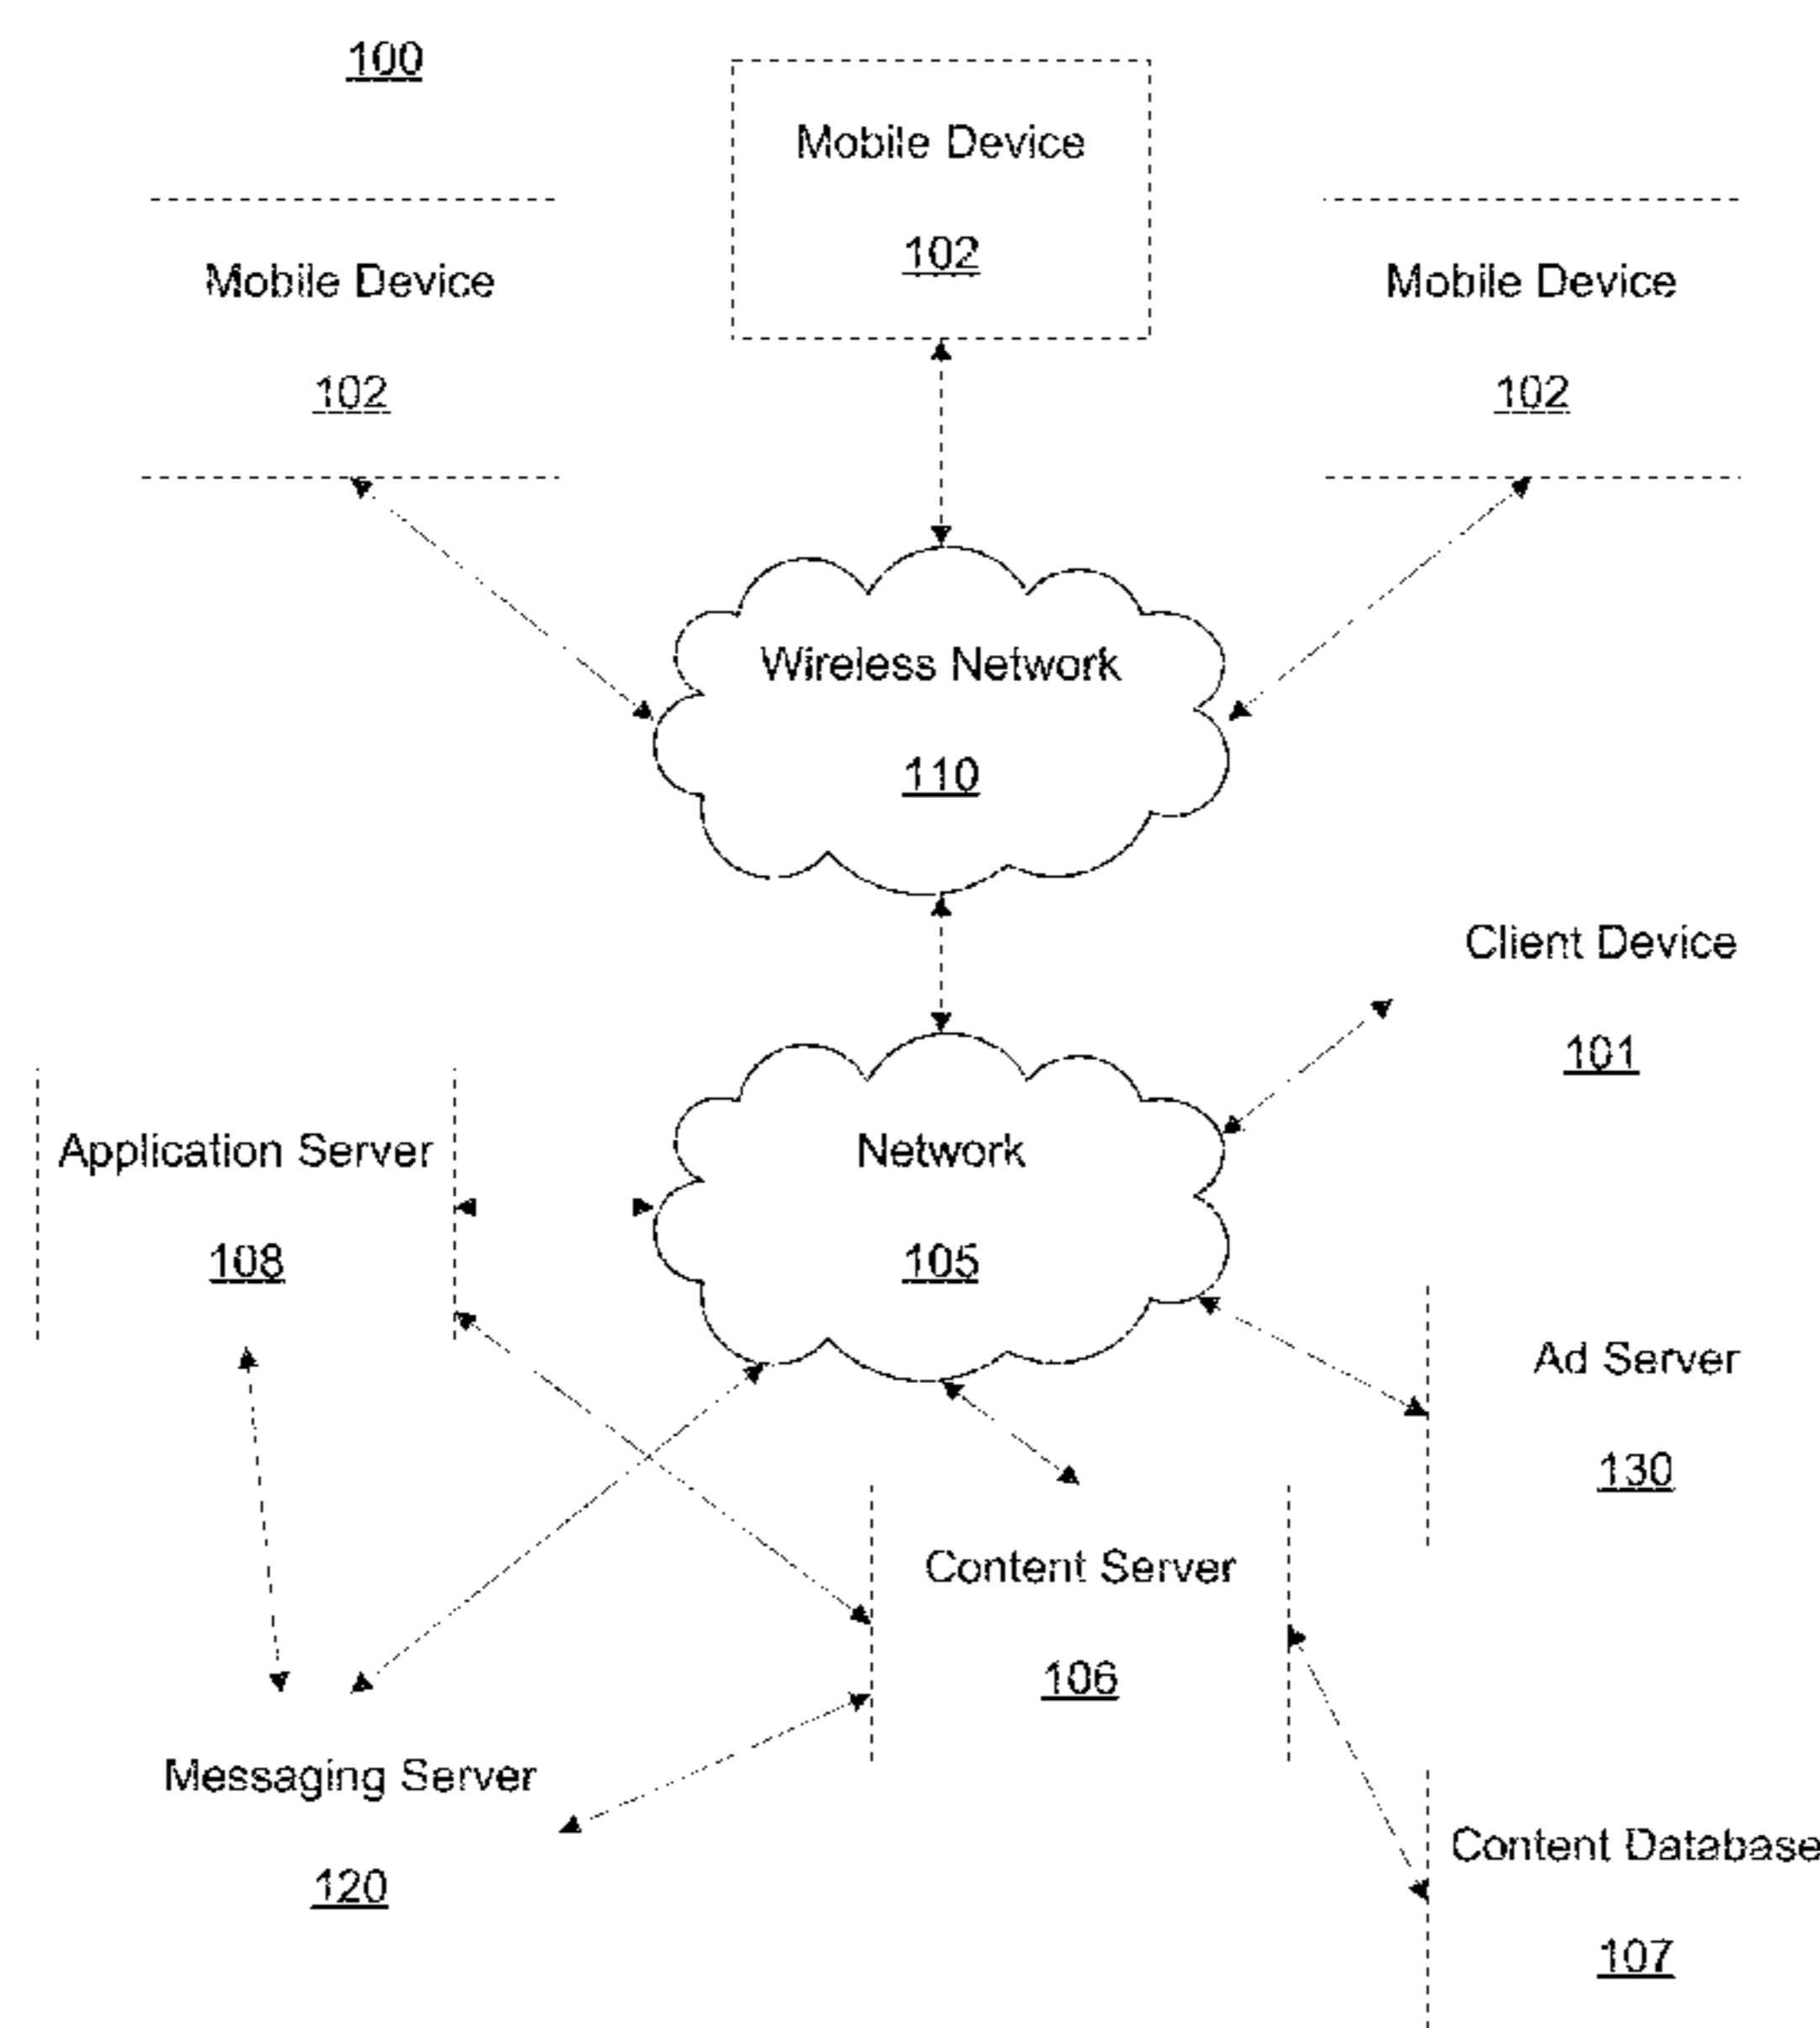 100
Mobile Device
102
Mobile Device
102
Mobile Device
102
Wireless Network
110
Client Device
101
Application Server
108
Network
105
Ad Server
130
Content Server
106
Messaging Server
120
Content Database
107